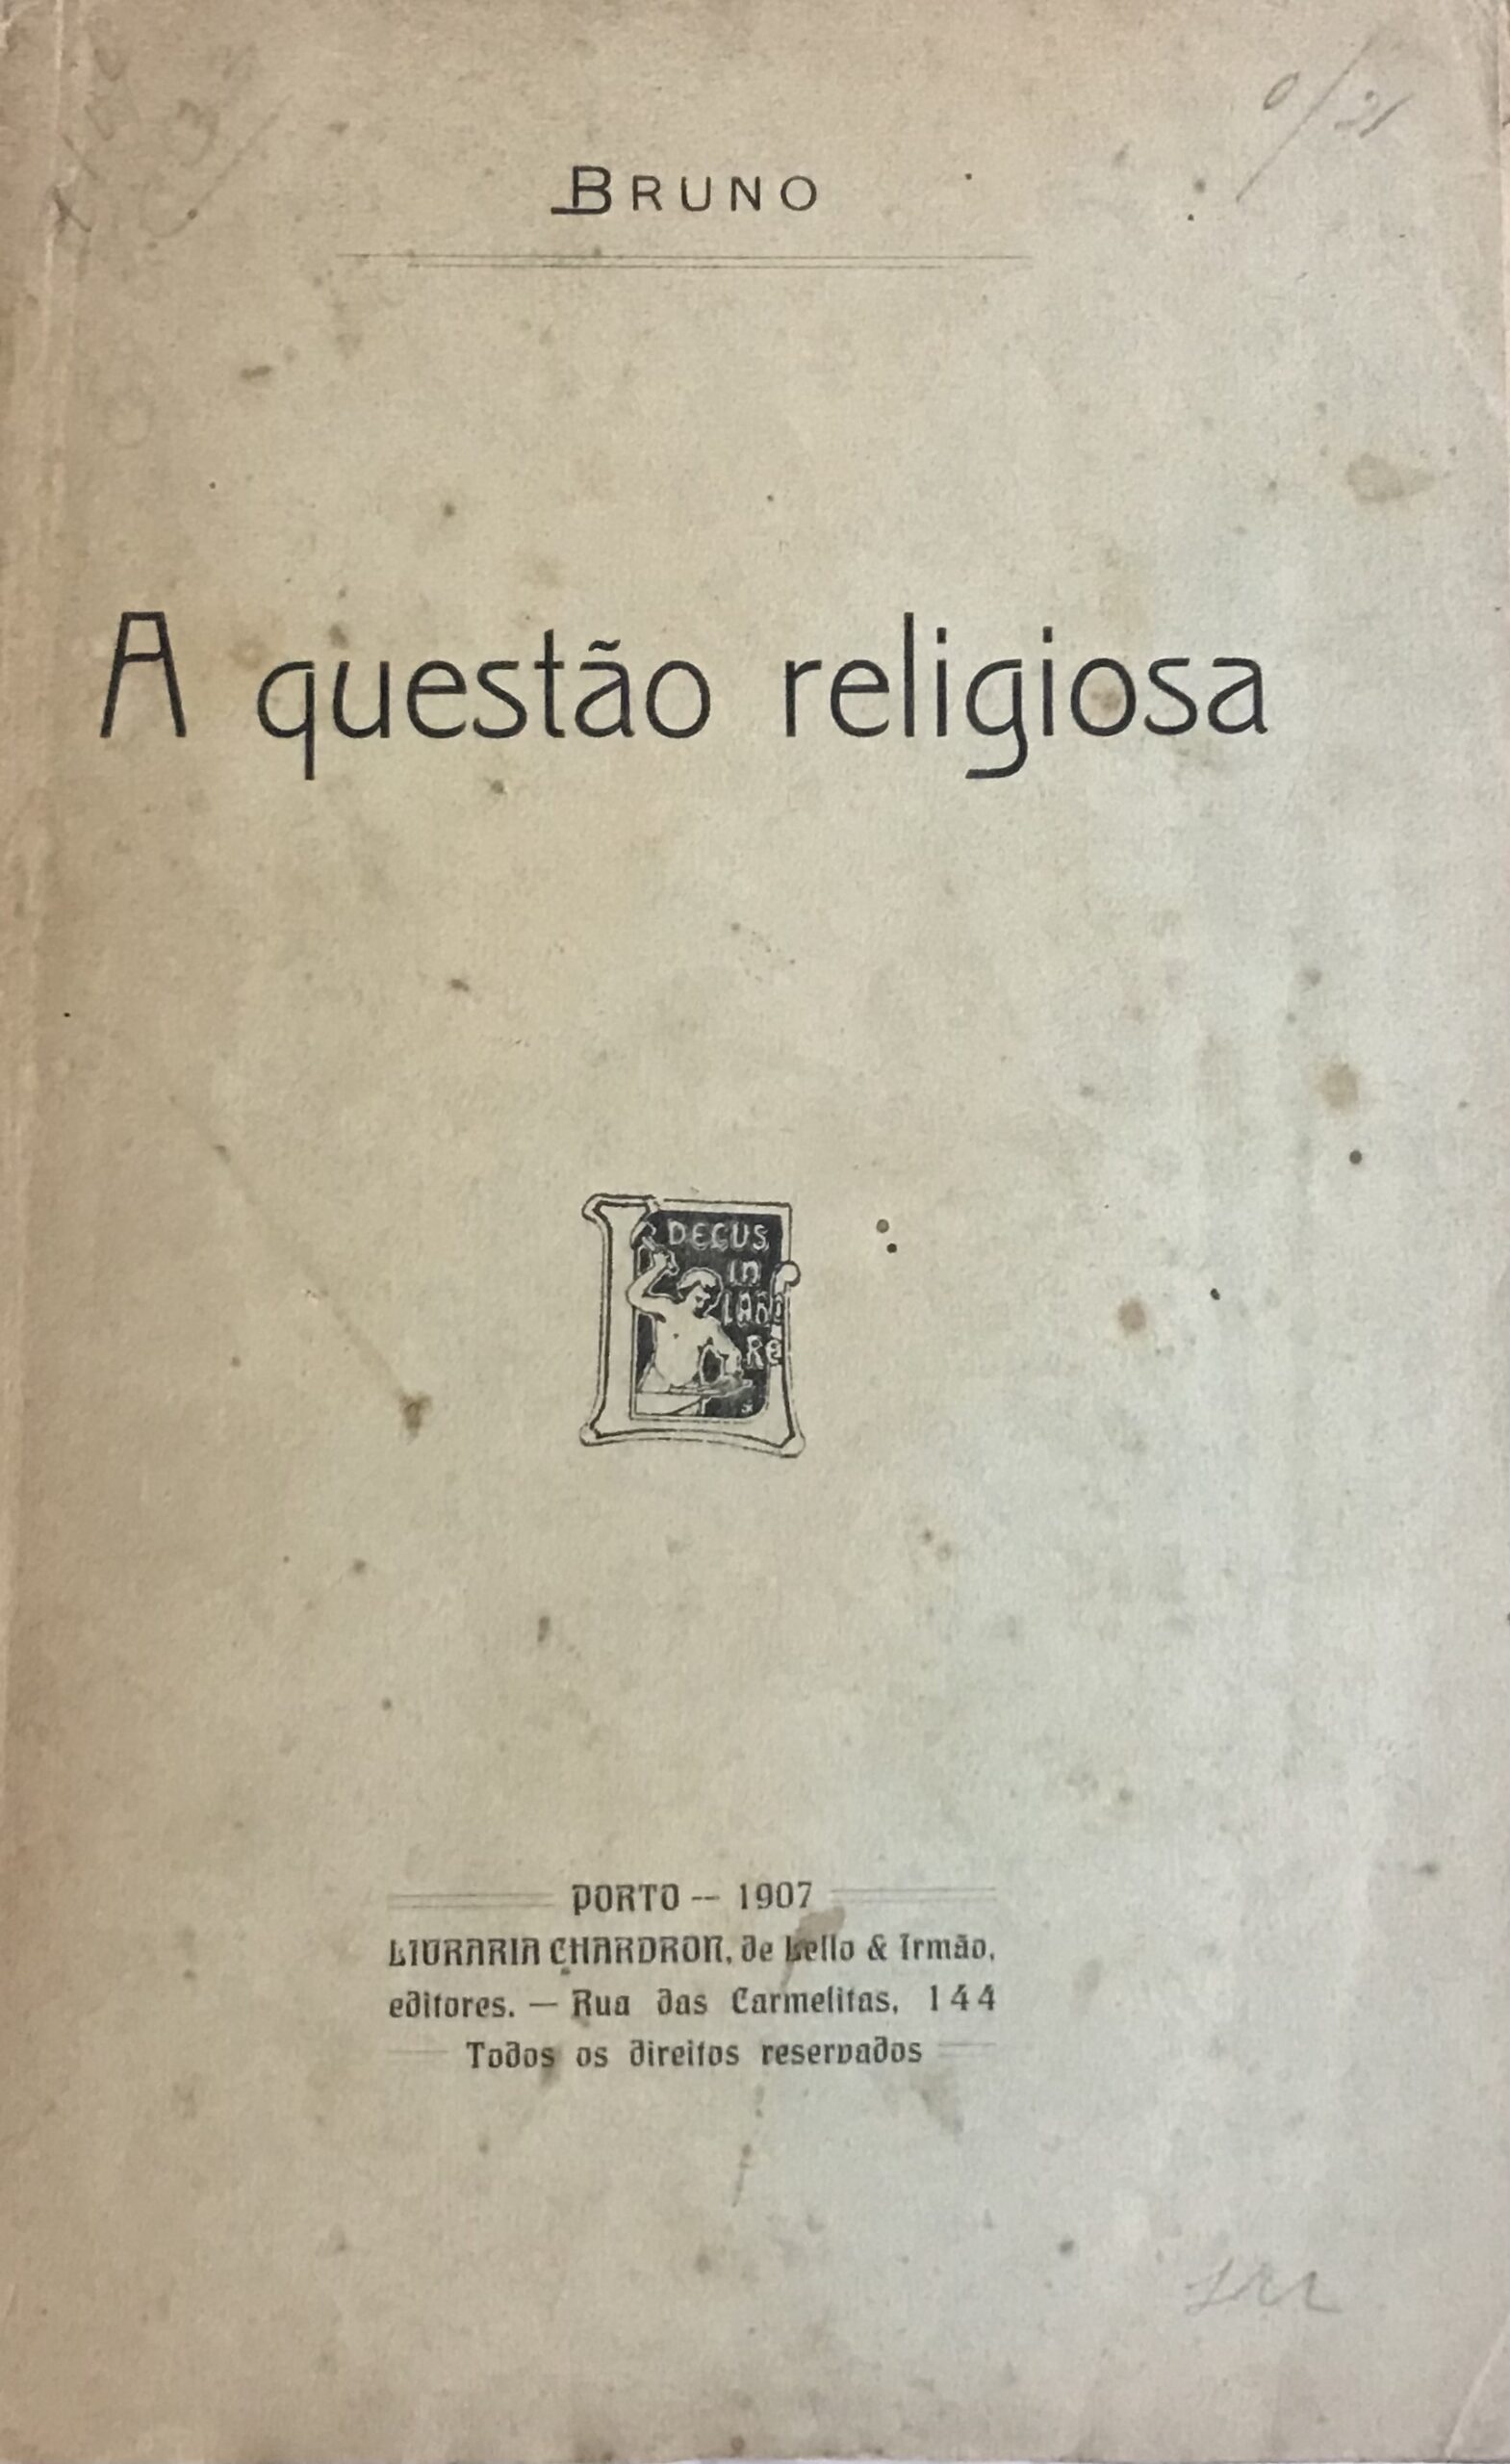 BRUNO
A questão religiosa
DECUS
in
LABO
RE
PORTO -- 1907
LIVRARIA CHARDRON, de Lello & Irmão,
editores. — Rua das Carmelitas, 144
Todos os direitos reservados